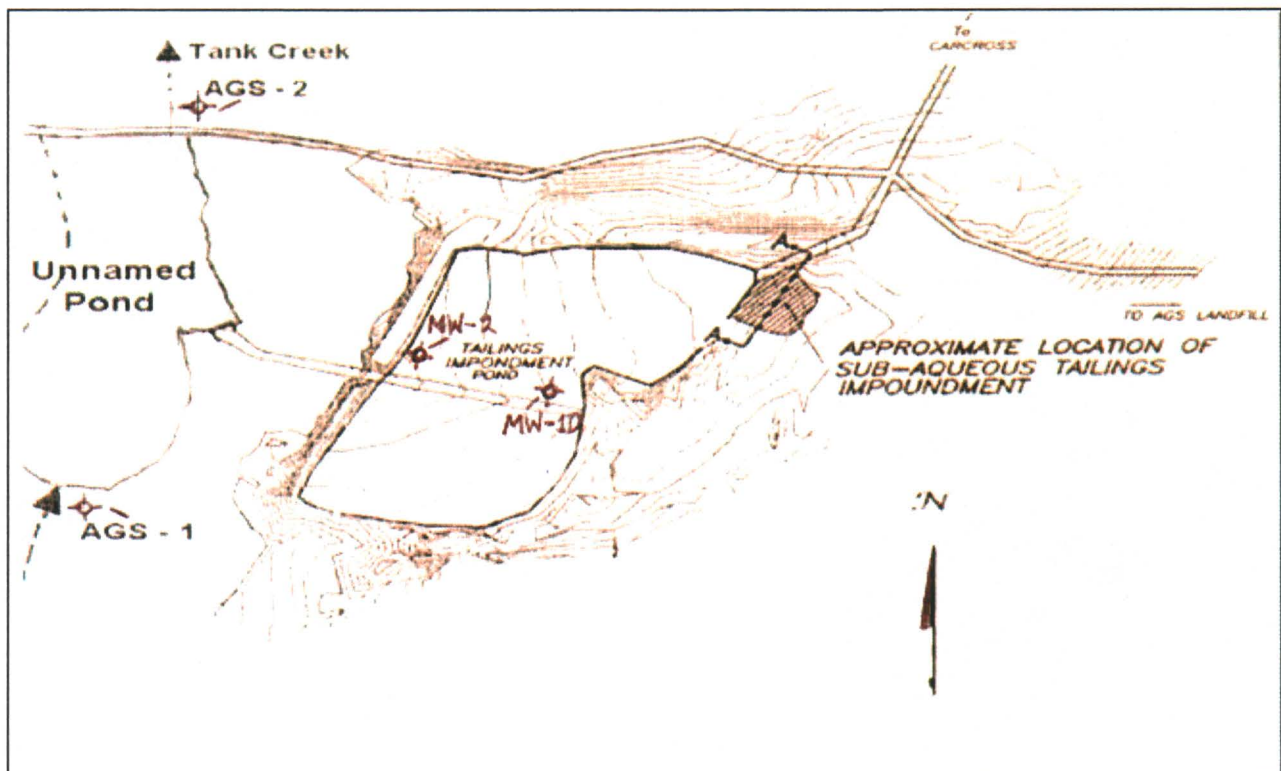 Tank Creek
AGS - 2
To
CARCROSS
Unnamed
Pond
MW-2
TAILINGS
IMPONDMENT
POND
MW-1D
A
A
TO AGS LANDFILL
APPROXIMATE LOCATION OF
SUB-AQUEOUS TAILINGS
IMPOUNDMENT
AGS - 1
:N